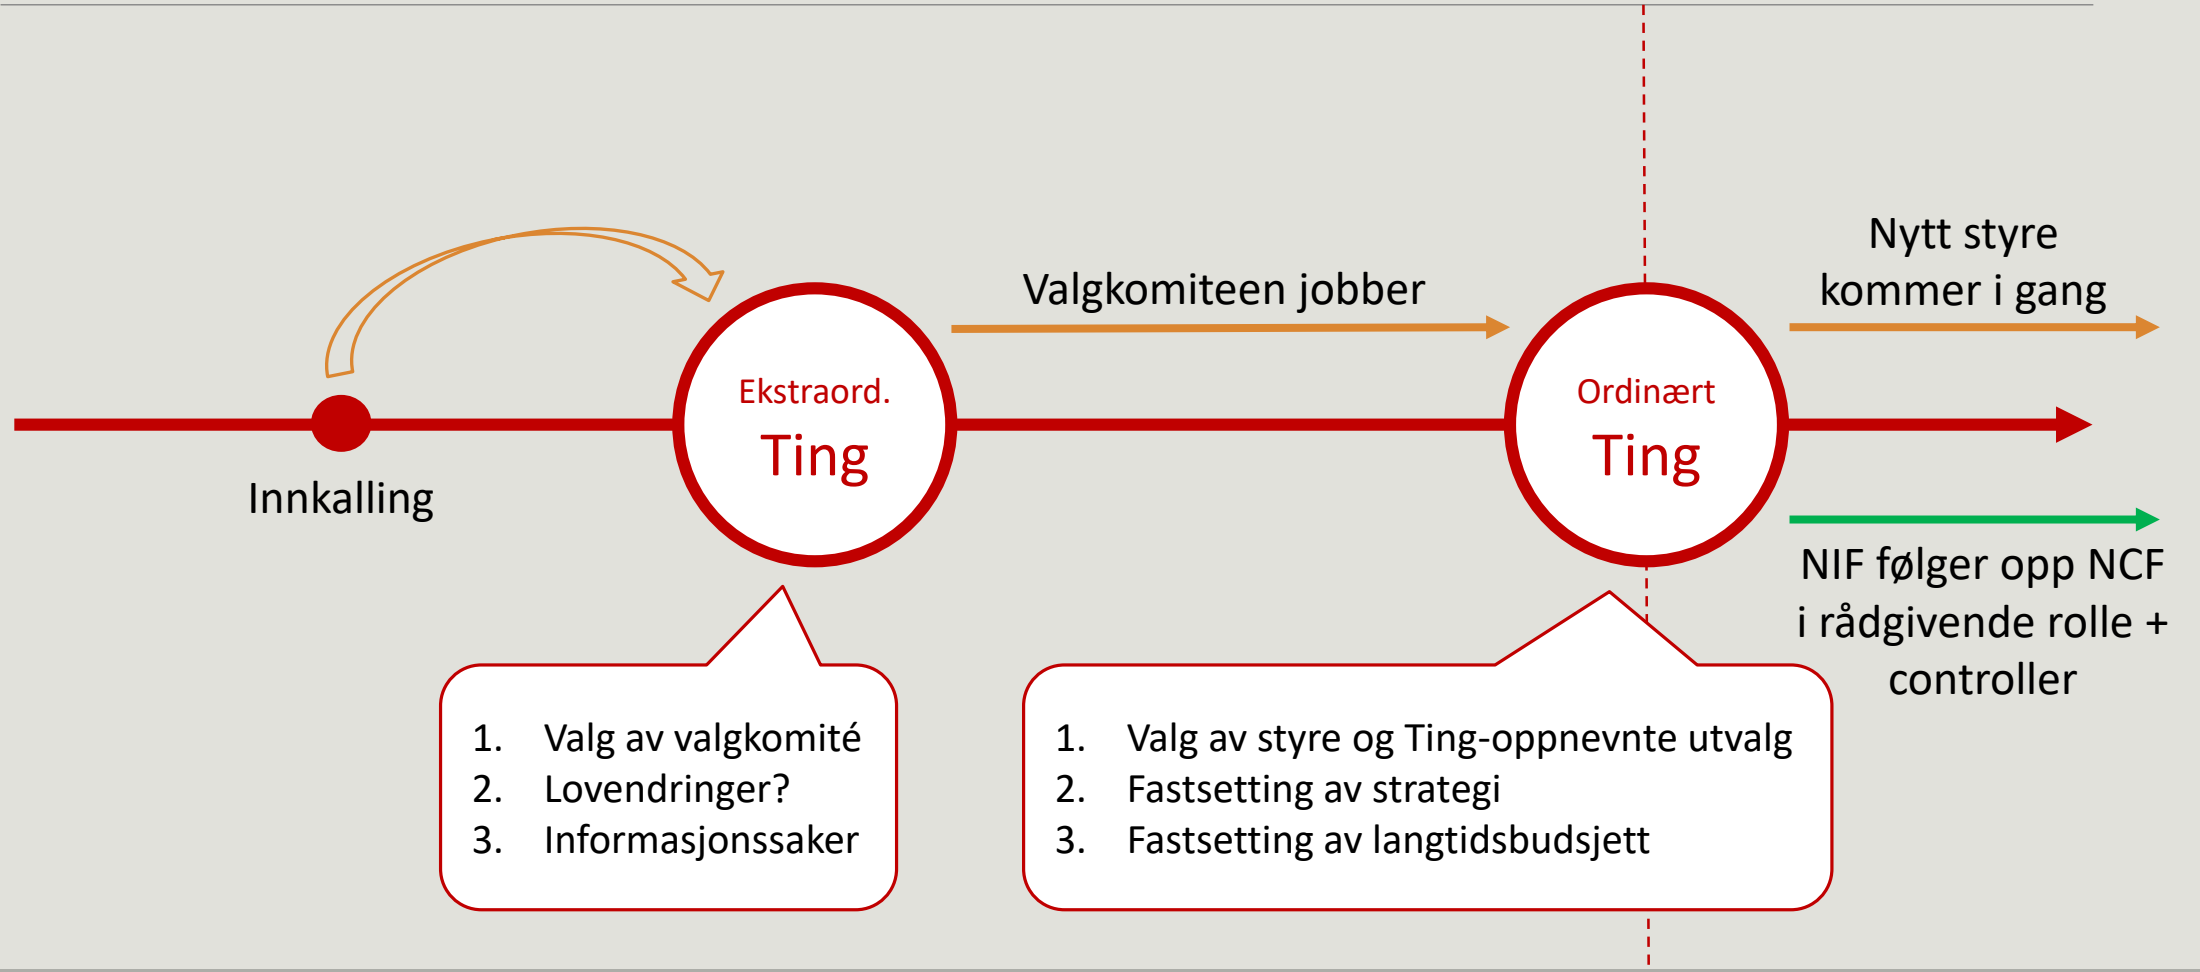 Innkalling
Ekstraord.
Ting
Valgkomiteen jobber
Ordinært
Ting
Nytt styre
kommer i gang
NIF følger opp NCF
i rådgivende rolle +
controller
1. Valg av valgkomité
2. Lovendringer?
3. Informasjonssaker
1. Valg av styre og Ting-oppnevnte utvalg
2. Fastsetting av strategi
3. Fastsetting av langtidsbudsjett